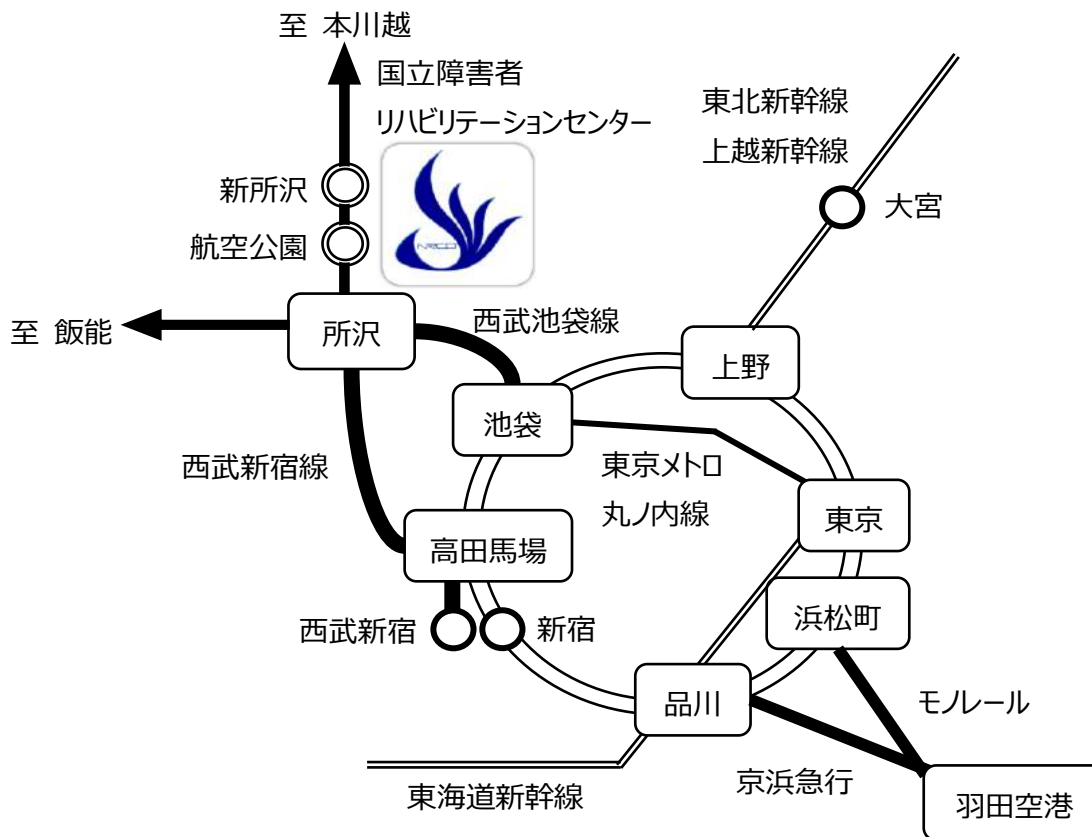 至 本川越
国立障害者
リハビリテーションセンター
東北新幹線
上越新幹線
新所沢
大宮
航空公園
至 飯能
所沢
西武池袋線
上野
池袋
西武新宿線
東京メトロ
丸ノ内線
東京
高田馬場
浜松町
西武新宿
新宿
品川
モノレール
京浜急行
東海道新幹線
羽田空港